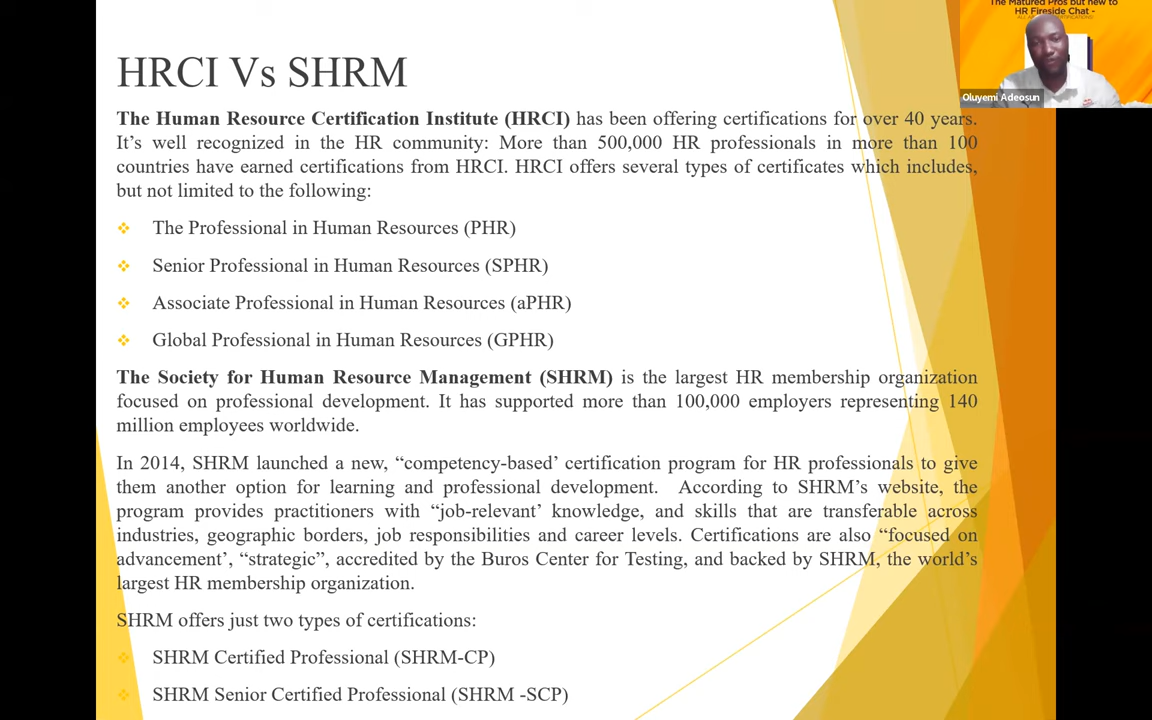 The Matured Pros but new to
HR Fireside Chat -
Oluyemi Adeosun
HRCI Vs SHRM
The Human Resource Certification Institute (HRCI) has been offering certifications for over 40 years.
It’s well recognized in the HR community: More than 500,000 HR professionals in more than 100
countries have earned certifications from HRCI. HRCI offers several types of certificates which includes,
but not limited to the following:
The Professional in Human Resources (PHR)
Senior Professional in Human Resources (SPHR)
Associate Professional in Human Resources (aPHR)
Global Professional in Human Resources (GPHR)
The Society for Human Resource Management (SHRM) is the largest HR membership organization
focused on professional development. It has supported more than 100,000 employers representing 140
million employees worldwide.
In 2014, SHRM launched a new, “competency-based’ certification program for HR professionals to give
them another option for learning and professional development. According to SHRM’s website, the
program provides practitioners with “job-relevant’ knowledge, and skills that are transferable across
industries, geographic borders, job responsibilities and career levels. Certifications are also “focused on
advancement’, “strategic”, accredited by the Buros Center for Testing, and backed by SHRM, the world’s
largest HR membership organization.
SHRM offers just two types of certifications:
SHRM Certified Professional (SHRM-CP)
SHRM Senior Certified Professional (SHRM -SCP)